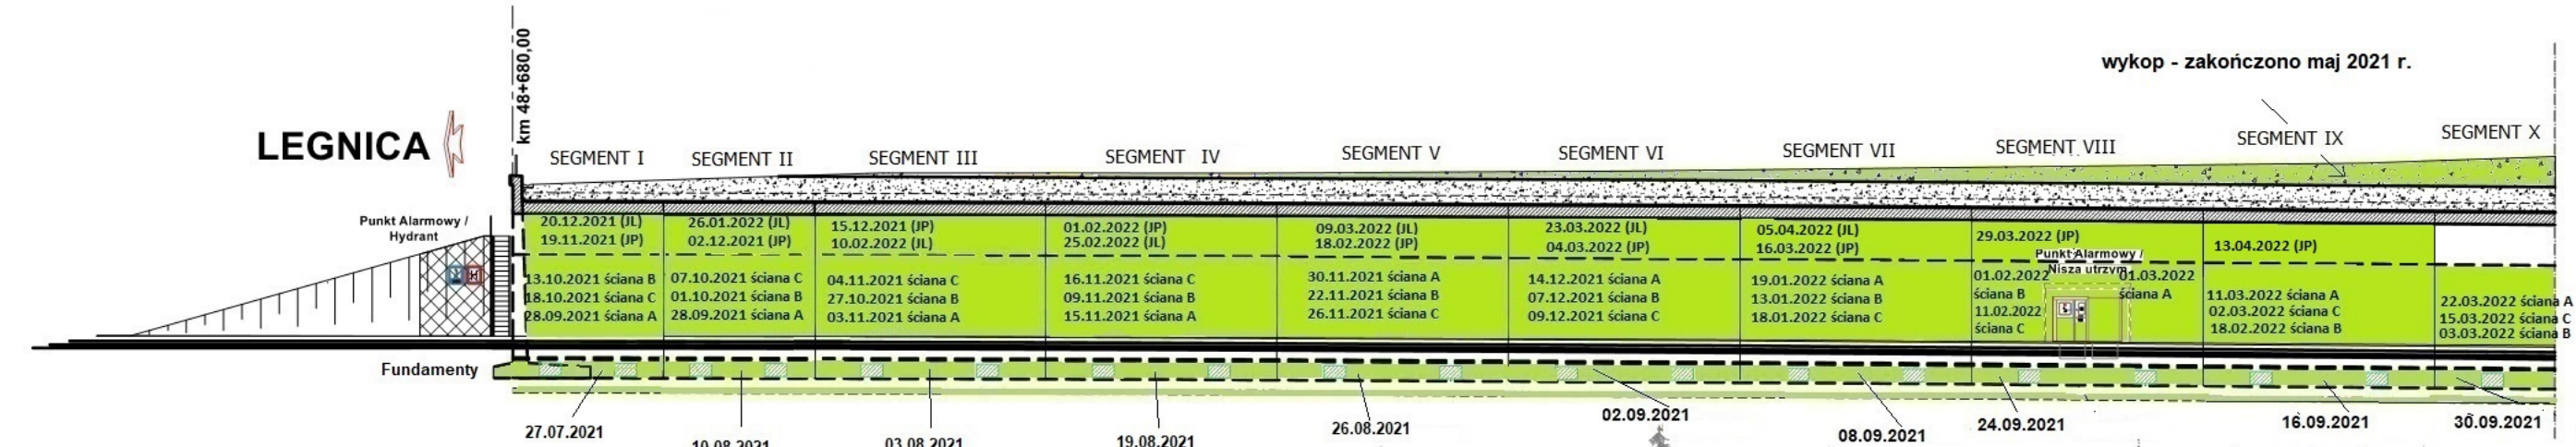 km 48+680,00
wykop - zakończono maj 2021 r.
LEGNICA
SEGMENT I
SEGMENT II
SEGMENT III
SEGMENT IV
SEGMENT V
SEGMENT VI
SEGMENT VII
SEGMENT VIII
SEGMENT IX
SEGMENT X
Punkt Alarmowy /
Hydrant
20.12.2021 (JL)
19.11.2021 (JP)
13.10.2021 ściana B
18.10.2021 ściana C
28.09.2021 ściana A
26.01.2022 (JL)
02.12.2021 (JP)
07.10.2021 ściana C
01.10.2021 ściana B
28.09.2021 ściana A
15.12.2021 (JP)
10.02.2022 (JL)
04.11.2021 ściana C
27.10.2021 ściana B
03.11.2021 ściana A
01.02.2022 (JP)
25.02.2022 (JL)
16.11.2021 ściana C
09.11.2021 ściana B
15.11.2021 ściana A
09.03.2022 (JL)
18.02.2022 (JP)
30.11.2021 ściana A
22.11.2021 ściana B
26.11.2021 ściana C
23.03.2022 (JL)
04.03.2022 (JP)
14.12.2021 ściana A
07.12.2021 ściana B
09.12.2021 ściana C
05.04.2022 (JL)
16.03.2022 (JP)
19.01.2022 ściana A
13.01.2022 ściana B
18.01.2022 ściana C
29.03.2022 (JP)
Punkt Alarmowy /
Nisza utrzym.
01.02.2022
ściana B
11.02.2022
ściana C
01.03.2022
ściana A
13.04.2022 (JP)
11.03.2022 ściana A
02.03.2022 ściana C
18.02.2022 ściana B
22.03.2022 ściana A
15.03.2022 ściana C
03.03.2022 ściana B
Fundamenty
27.07.2021
10.08.2021
03.08.2021
19.08.2021
26.08.2021
02.09.2021
08.09.2021
24.09.2021
16.09.2021
30.09.2021